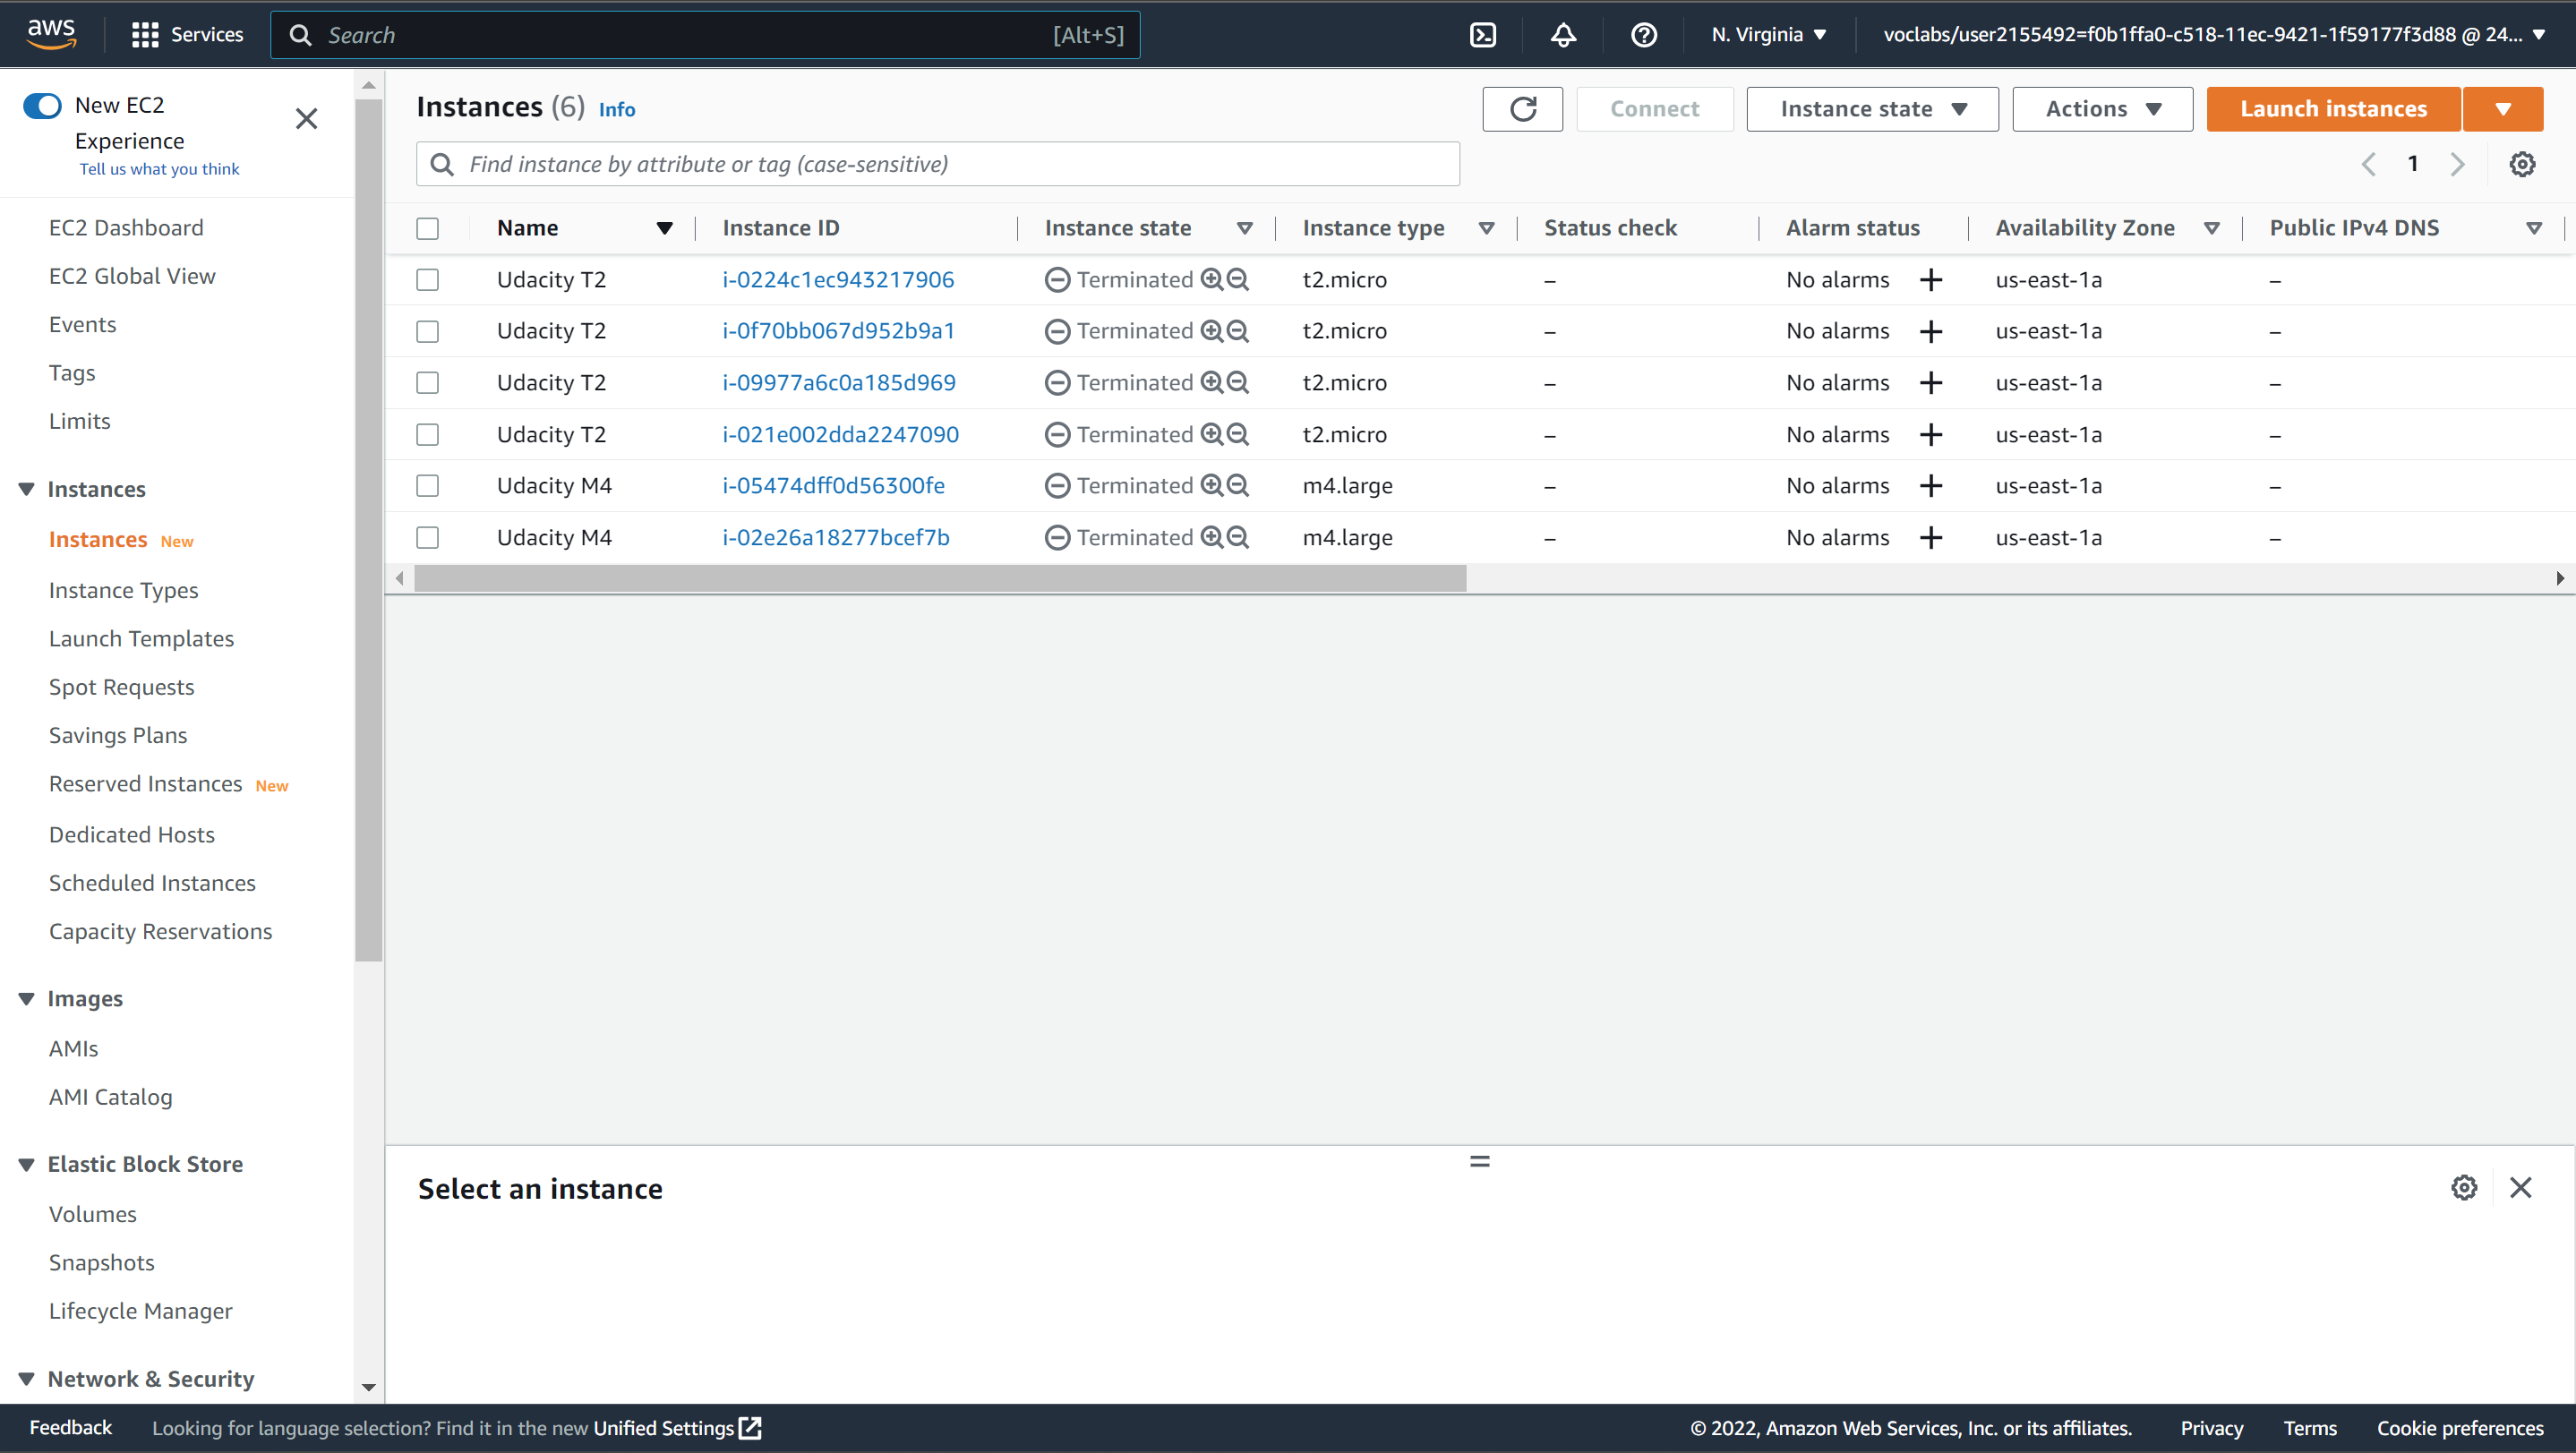 aws Services Search [Alt+S] N. Virginia voclabs/user2155492=f0b1ffa0-c518-11ec-9421-1f59177f3d88 @ 24...
New EC2
Experience
Tell us what you think
EC2 Dashboard
EC2 Global View
Events
Tags
Limits
Instances
Instances New
Instance Types
Launch Templates
Spot Requests
Savings Plans
Reserved Instances New
Dedicated Hosts
Scheduled Instances
Capacity Reservations
Images
AMIs
AMI Catalog
Elastic Block Store
Volumes
Snapshots
Lifecycle Manager
Network & Security
Instances (6) Info Connect Instance state Actions Launch instances
Find instance by attribute or tag (case-sensitive) 1
Name Instance ID Instance state Instance type Status check Alarm status Availability Zone Public IPv4 DNS
Udacity T2 i-0224c1ec943217906 Terminated t2.micro – No alarms + us-east-1a –
Udacity T2 i-0f70bb067d952b9a1 Terminated t2.micro – No alarms + us-east-1a –
Udacity T2 i-09977a6c0a185d969 Terminated t2.micro – No alarms + us-east-1a –
Udacity T2 i-021e002dda2247090 Terminated t2.micro – No alarms + us-east-1a –
Udacity M4 i-05474dff0d56300fe Terminated m4.large – No alarms + us-east-1a –
Udacity M4 i-02e26a18277bcef7b Terminated m4.large – No alarms + us-east-1a –
Select an instance
Feedback Looking for language selection? Find it in the new Unified Settings © 2022, Amazon Web Services, Inc. or its affiliates. Privacy Terms Cookie preferences